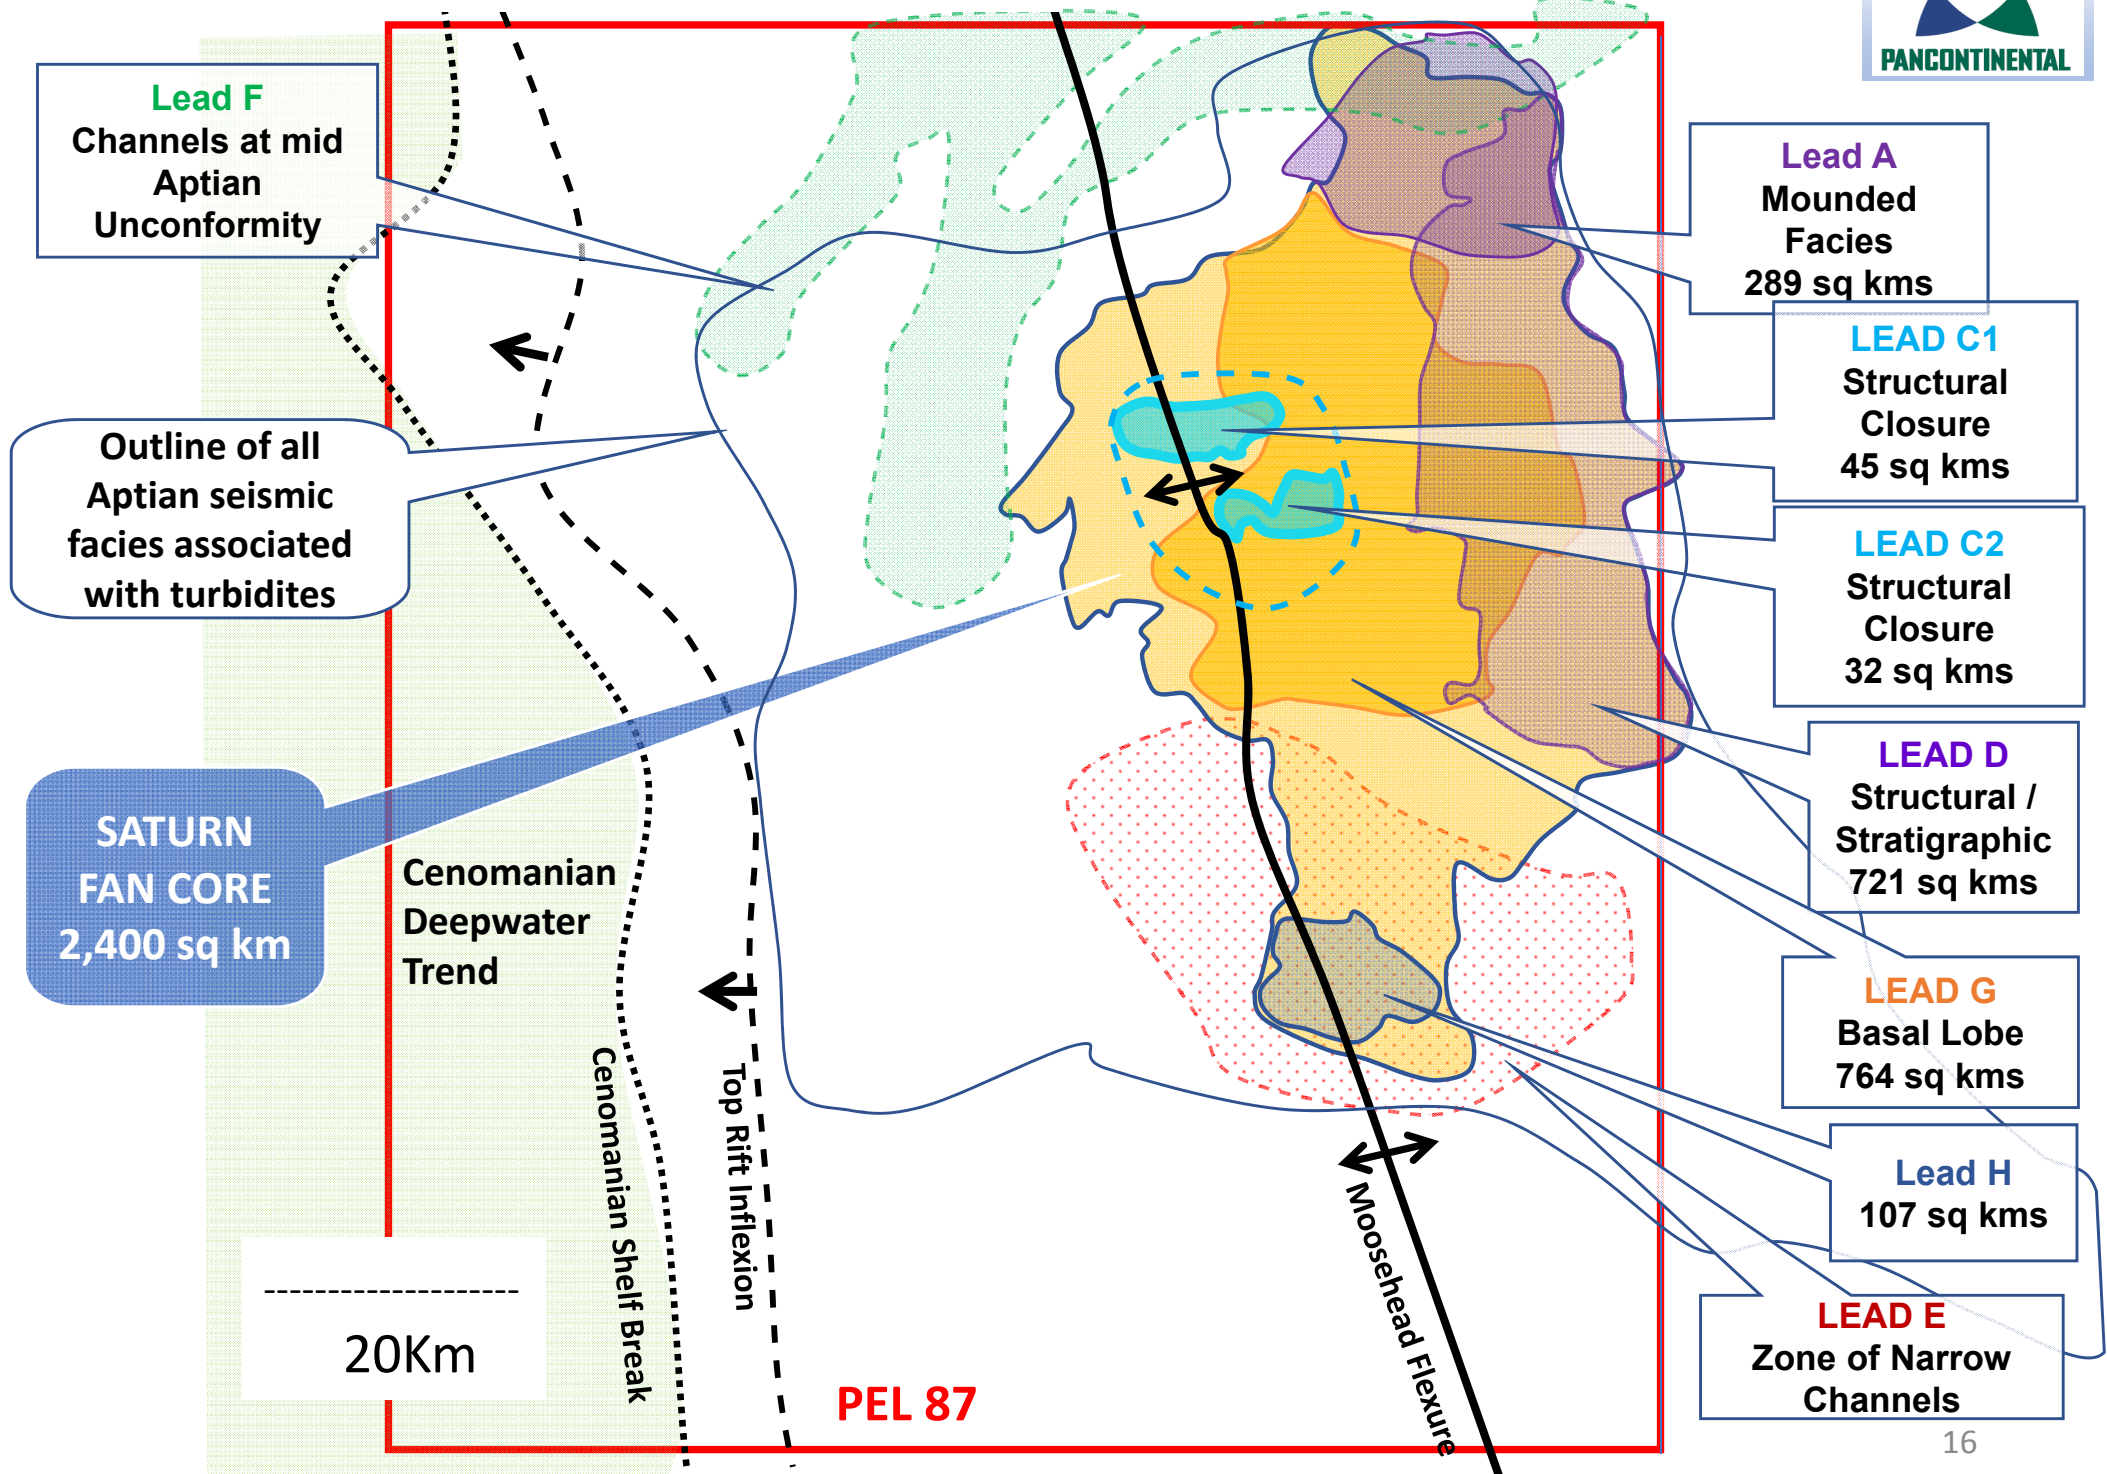 PANCONTINENTAL
Lead F
Channels at mid
Aptian
Unconformity
Lead A
Mounded
Facies
289 sq kms
LEAD C1
Structural
Closure
45 sq kms
Outline of all
Aptian seismic
facies associated
with turbidites
LEAD C2
Structural
Closure
32 sq kms
LEAD D
Structural /
Stratigraphic
721 sq kms
SATURN
FAN CORE
2,400 sq km
Cenomanian
Deepwater
Trend
LEAD G
Basal Lobe
764 sq kms
Cenomanian Shelf Break
Top Rift Inflexion
Moosehead Flexure
Lead H
107 sq kms
--------------------
20Km
LEAD E
Zone of Narrow
Channels
PEL 87
16